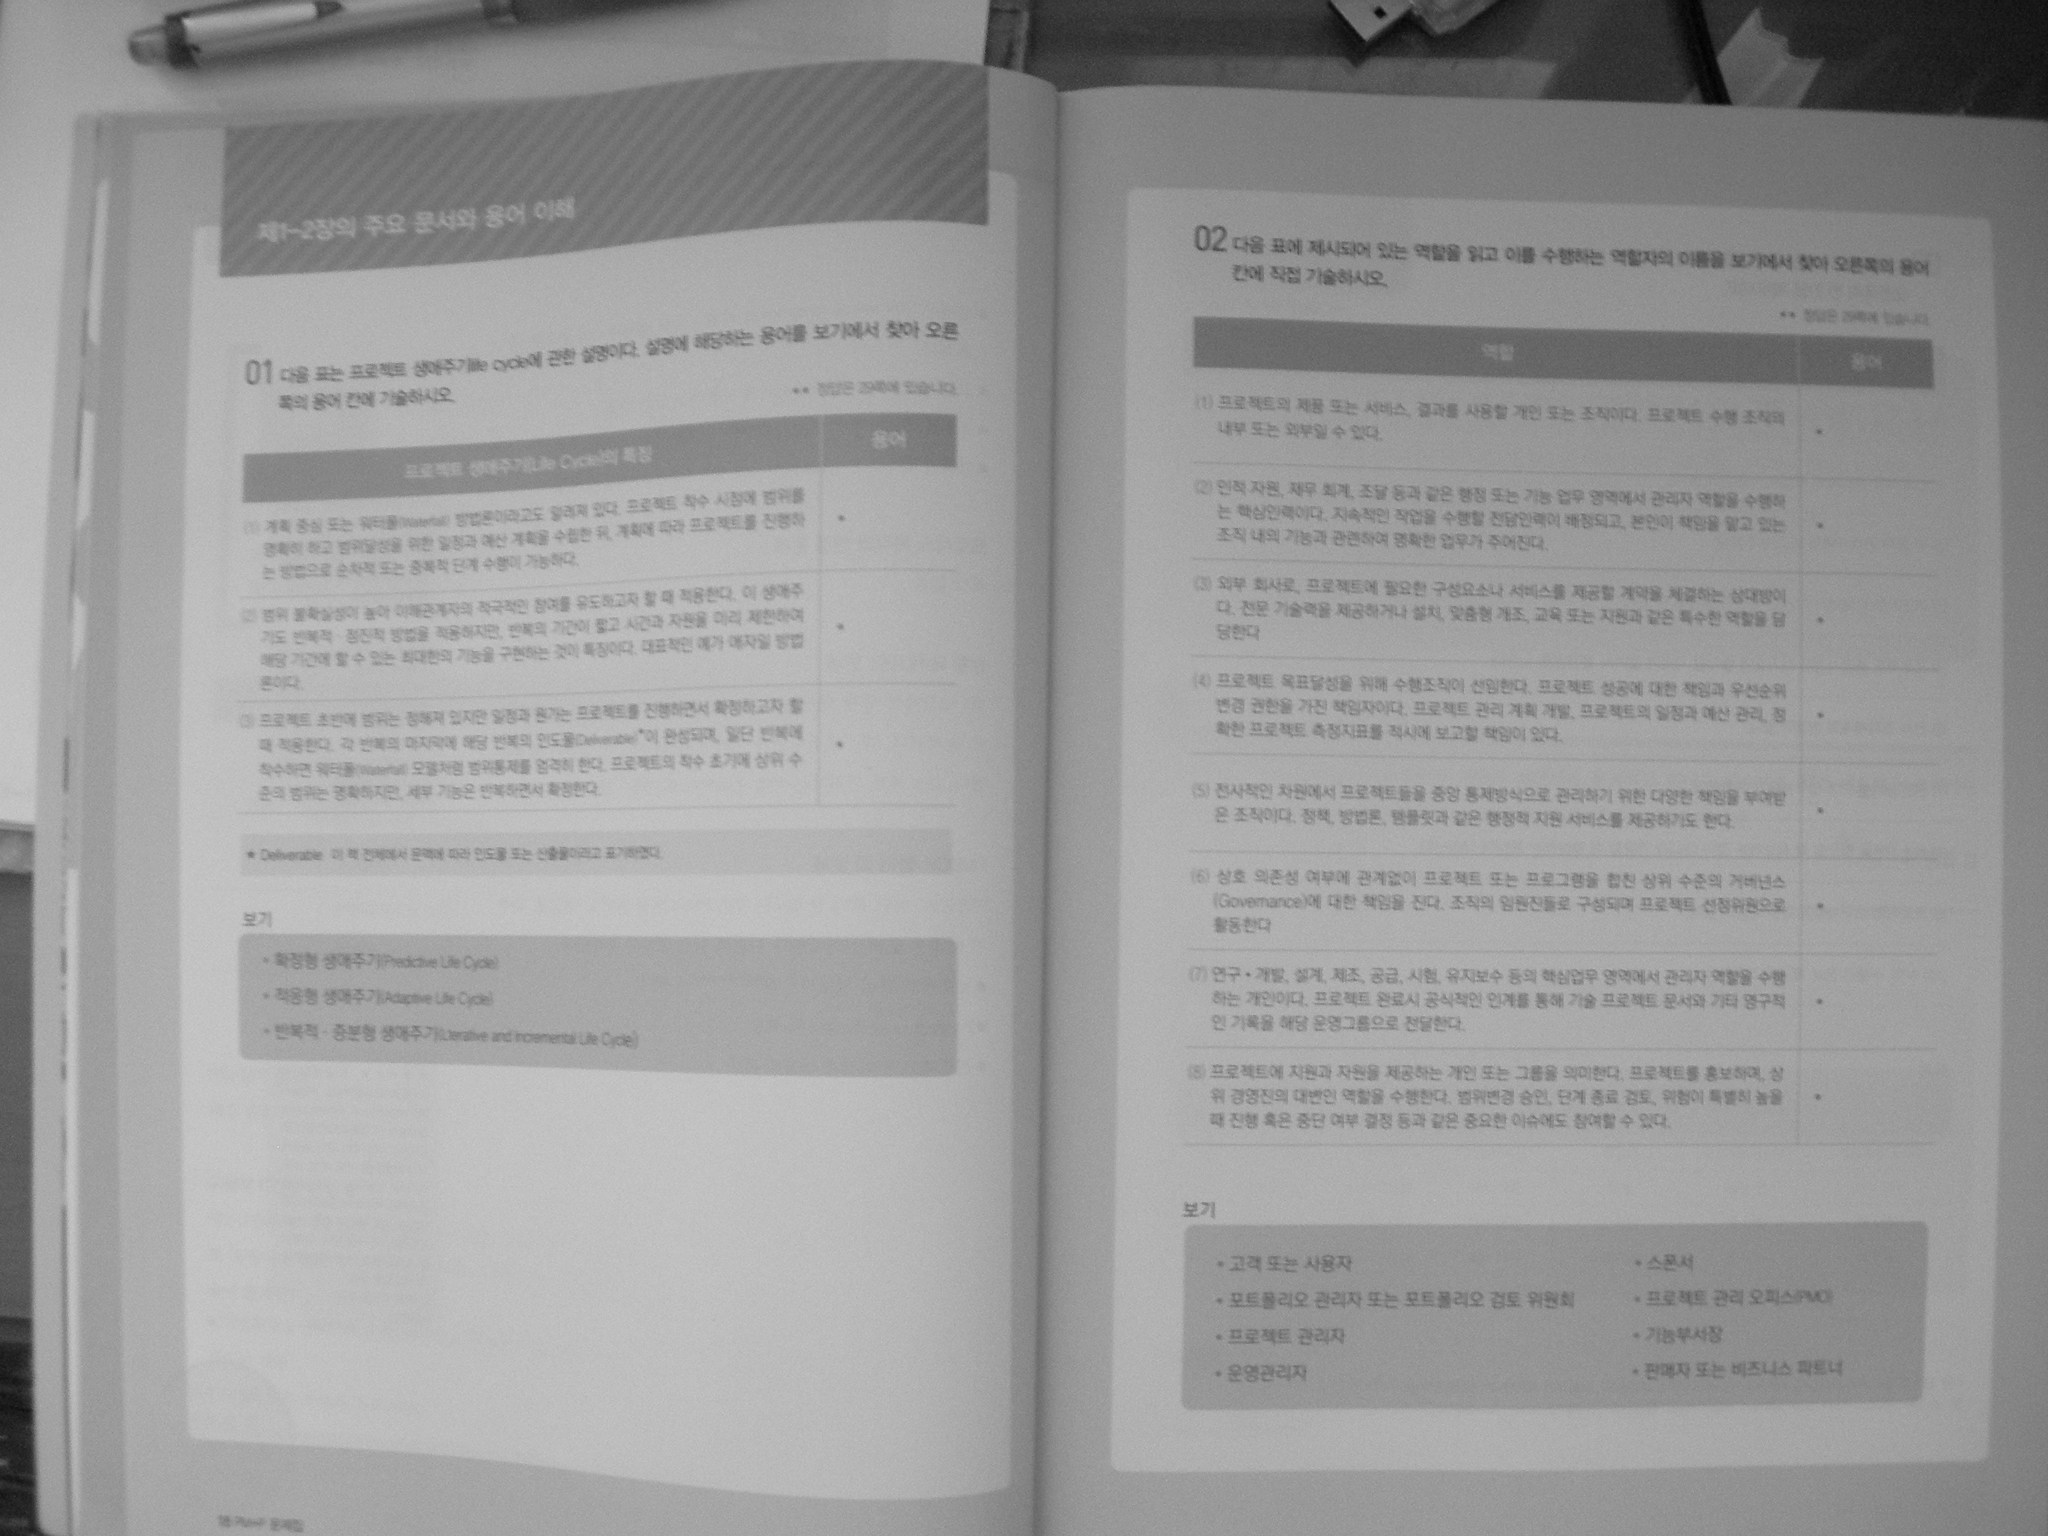 제1-2장의 주요 문서와 용어 이해
01 다음 표는 프로젝트 생애주기life cycle에 관한 설명이다. 설명에 해당하는 용어를 보기에서 찾아 오른
쪽의 용어 칸에 기술하시오.
** 정답은 29쪽에 있습니다.
프로젝트 생애주기(Life Cycle)의 특징
용어
(1) 계획 중심 또는 워터폴(Waterfall) 방법론이라고도 알려져 있다. 프로젝트 착수 시점에 범위를
명확히 하고 범위달성을 위한 일정과 예산 계획을 수립한 뒤, 계획에 따라 프로젝트를 진행하
는 방법으로 순차적 또는 중복적 단계 수행이 가능하다.
(2) 범위 불확실성이 높아 이해관계자의 적극적인 참여를 유도하고자 할 때 적용한다. 이 생애주
기도 반복적·점진적 방법을 적용하지만, 반복의 기간이 짧고 시간과 자원을 미리 제한하여
해당 기간에 할 수 있는 최대한의 기능을 구현하는 것이 특징이다. 대표적인 예가 애자일 방법
론이다.
(3) 프로젝트 초반에 범위는 정해져 있지만 일정과 원가는 프로젝트를 진행하면서 확정하고자 할
때 적용한다. 각 반복의 마지막에 해당 반복의 인도물(Deliverable)*이 완성되며, 일단 반복에
착수하면 워터폴(Waterfall) 모델처럼 범위통제를 엄격히 한다. 프로젝트의 착수 초기에 상위 수
준의 범위는 명확하지만, 세부 기능은 반복하면서 확정한다.
★ Deliverable 이 책 전체에서 문맥에 따라 인도물 또는 산출물이라고 표기하였다.
보기
• 확정형 생애주기(Predictive Life Cycle)
• 적응형 생애주기(Adaptive Life Cycle)
• 반복적·증분형 생애주기(Literative and Incremental Life Cycle)
문제집
02 다음 표에 제시되어 있는 역할을 읽고 이를 수행하는 역할자의 이름을 보기에서 찾아 오른쪽의 용어
칸에 직접 기술하시오.
** 정답은 29쪽에 있습니다.
역할
용어
(1) 프로젝트의 제품 또는 서비스, 결과를 사용할 개인 또는 조직이다. 프로젝트 수행 조직의
내부 또는 외부일 수 있다.
(2) 인적 자원, 재무 회계, 조달 등과 같은 행정 또는 기능 업무 영역에서 관리자 역할을 수행하
는 핵심인력이다. 지속적인 작업을 수행할 전담인력이 배정되고, 본인이 책임을 맡고 있는
조직 내의 기능과 관련하여 명확한 업무가 주어진다.
(3) 외부 회사로, 프로젝트에 필요한 구성요소나 서비스를 제공할 계약을 체결하는 상대방이
다. 전문 기술력을 제공하거나 설치, 맞춤형 개조, 교육 또는 지원과 같은 특수한 역할을 담
당한다
(4) 프로젝트 목표달성을 위해 수행조직이 선임한다. 프로젝트 성공에 대한 책임과 우선순위
변경 권한을 가진 책임자이다. 프로젝트 관리 계획 개발, 프로젝트의 일정과 예산 관리, 정
확한 프로젝트 측정지표를 적시에 보고할 책임이 있다.
(5) 전사적인 차원에서 프로젝트들을 중앙 통제방식으로 관리하기 위한 다양한 책임을 부여받
은 조직이다. 정책, 방법론, 템플릿과 같은 행정적 지원 서비스를 제공하기도 한다.
(6) 상호 의존성 여부에 관계없이 프로젝트 또는 프로그램을 합친 상위 수준의 거버넌스
(Governance)에 대한 책임을 진다. 조직의 임원진들로 구성되며 프로젝트 선정위원으로
활동한다
(7) 연구•개발, 설계, 제조, 공급, 시험, 유지보수 등의 핵심업무 영역에서 관리자 역할을 수행
하는 개인이다. 프로젝트 완료시 공식적인 인계를 통해 기술 프로젝트 문서와 기타 영구적
인 기록을 해당 운영그룹으로 전달한다.
(8) 프로젝트에 지원과 자원을 제공하는 개인 또는 그룹을 의미한다. 프로젝트를 홍보하며, 상
위 경영진의 대변인 역할을 수행한다. 범위변경 승인, 단계 종료 검토, 위험이 특별히 높을
때 진행 혹은 중단 여부 결정 등과 같은 중요한 이슈에도 참여할 수 있다.
보기
• 고객 또는 사용자
• 스폰서
• 포트폴리오 관리자 또는 포트폴리오 검토 위원회
• 프로젝트 관리 오피스(PMO)
• 프로젝트 관리자
• 기능부서장
• 운영관리자
• 판매자 또는 비즈니스 파트너